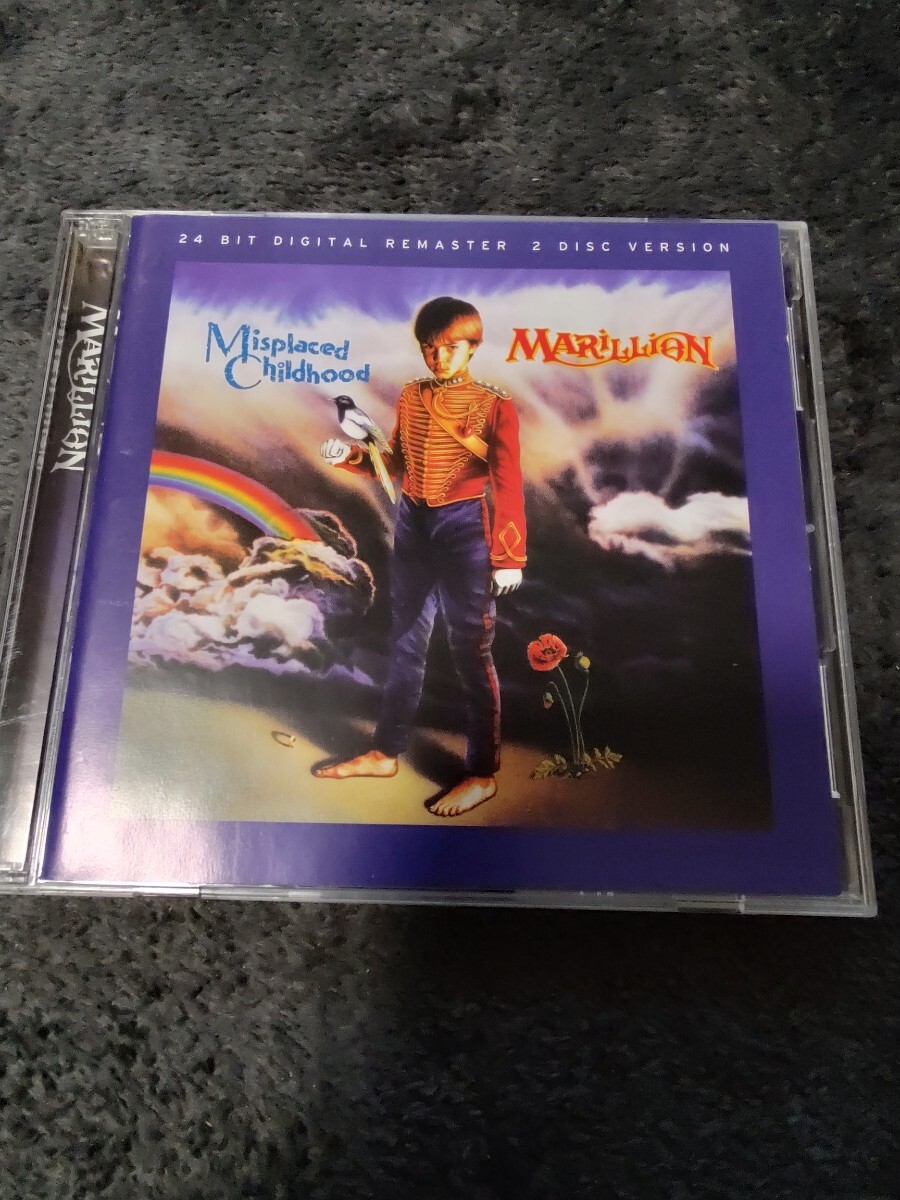 24 BIT DIGITAL REMASTER 2 DISC VERSION
Misplaced
Childhood
MARILLION
MARILLION